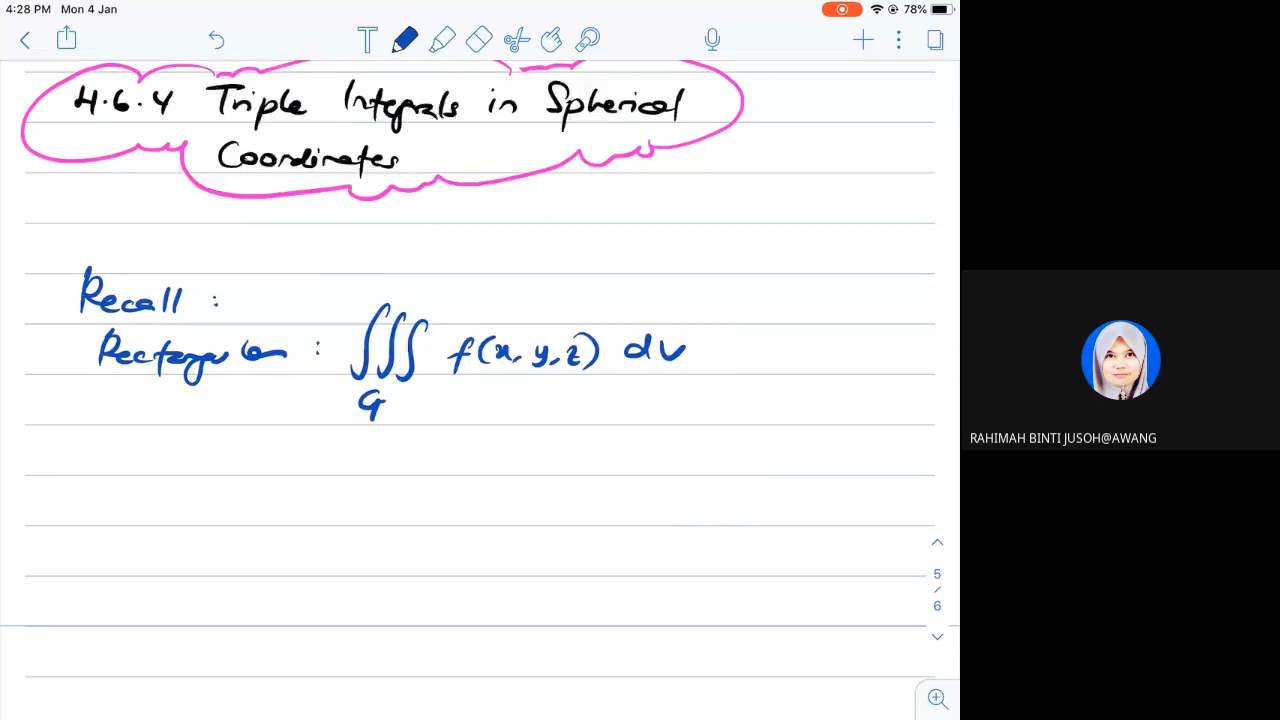 4:28 PM Mon 4 Jan
78%
4.6.4 Triple Integrals in Spherical
Coordinates
Recall :
Rectangular : ∭ f(x, y, z) dv
G
5
/
6
RAHIMAH BINTI JUSOH@AWANG